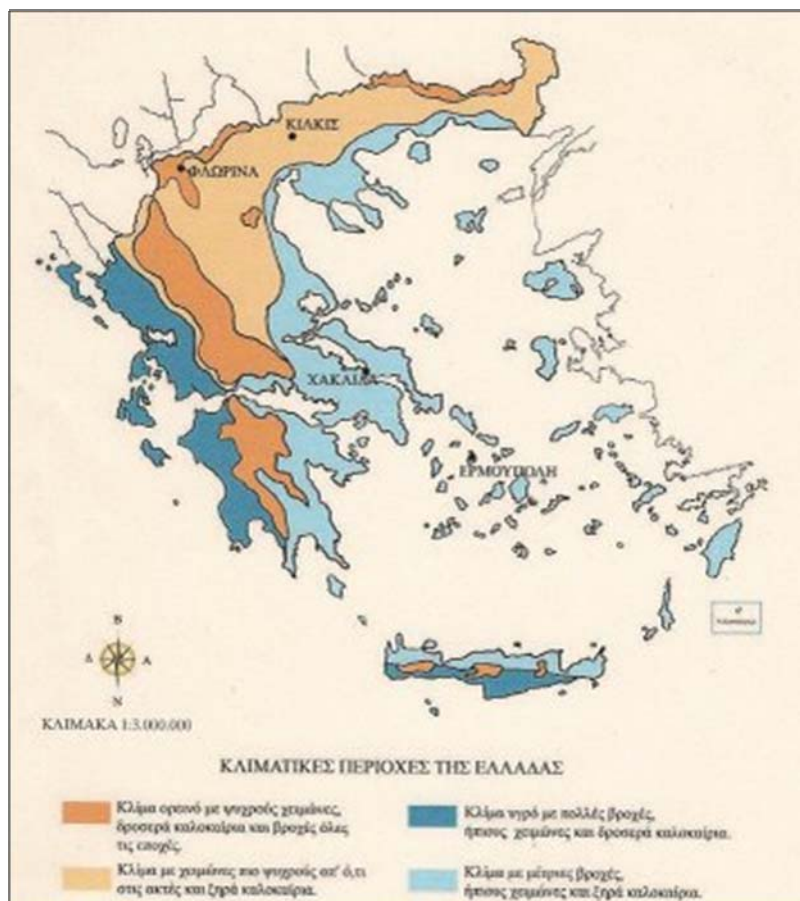 ΚΙΛΚΙΣ
ΦΛΩΡΙΝΑ
ΧΑΚΛΙΔΑ
ΕΡΜΟΥΠΟΛΗ
Β
Δ
Α
Ν
ΚΛΙΜΑΚΑ 1:3.000.000
ΚΛΙΜΑΤΙΚΕΣ ΠΕΡΙΟΧΕΣ ΤΗΣ ΕΛΛΑΔΑΣ
Κλίμα ορεινό με ψυχρούς χειμώνες,
δροσερά καλοκαίρια και βροχές όλες
τις εποχές.
Κλίμα με χειμώνες πιο ψυχρούς απ' ό,τι
στις ακτές και ξηρά καλοκαίρια.
Κλίμα υγρό με πολλές βροχές,
ήπιους χειμώνες και δροσερά καλοκαίρια.
Κλίμα με μέτριες βροχές,
ήπιους χειμώνες και ξηρά καλοκαίρια.